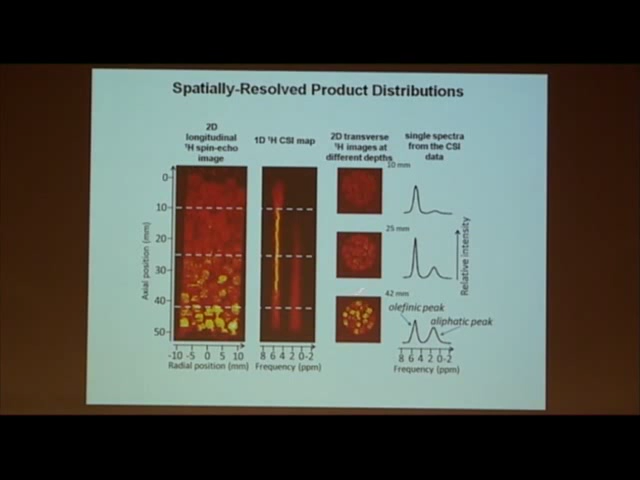 Spatially-Resolved Product Distributions
2D
longitudinal
¹H spin-echo
image
1D ¹H CSI map
2D transverse
¹H images at
different depths
single spectra
from the CSI
data
10 mm
25 mm
42 mm
Axial position (mm)
0
10
20
30
40
50
-10 -5 0 5 10
Radial position (mm)
8 6 4 2 0 -2
Frequency (ppm)
olefinic peak
aliphatic peak
Relative intensity
8 6 4 2 0 -2
Frequency (ppm)